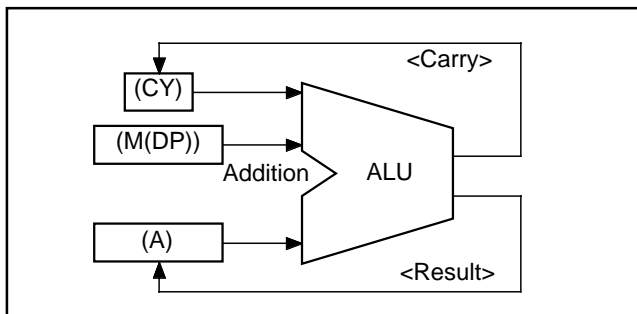 <Carry>
(CY)
(M(DP))
Addition
ALU
(A)
<Result>